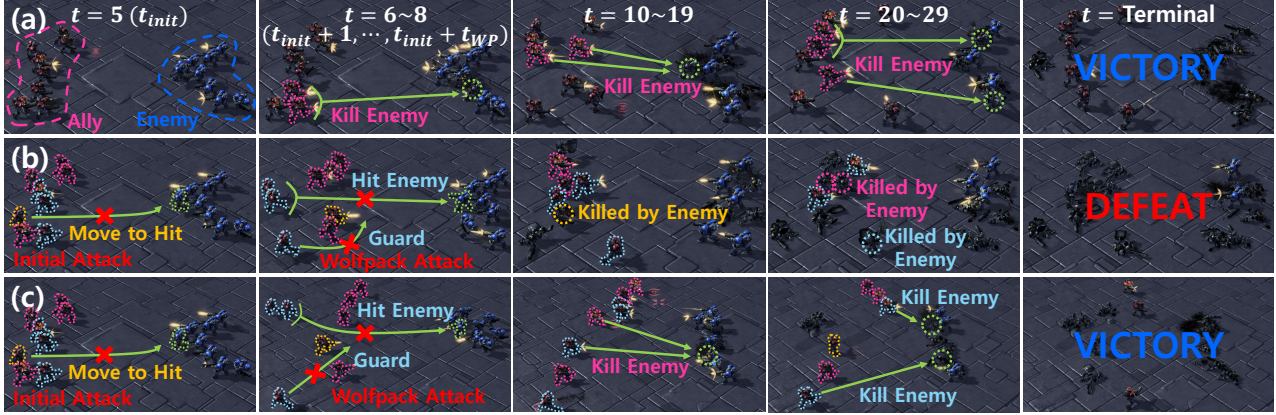 (a)
t = 5 (t_init)
Ally
Enemy
t = 6~8
(t_init + 1, ⋯, t_init + t_WP)
Kill Enemy
t = 10~19
Kill Enemy
t = 20~29
Kill Enemy
t = Terminal
VICTORY
(b)
Move to Hit
Initial Attack
Hit Enemy
Guard
Wolfpack Attack
Killed by Enemy
Killed by
Enemy
Killed by
Enemy
DEFEAT
(c)
Move to Hit
Initial Attack
Hit Enemy
Guard
Wolfpack Attack
Kill Enemy
Kill Enemy
Kill Enemy
VICTORY